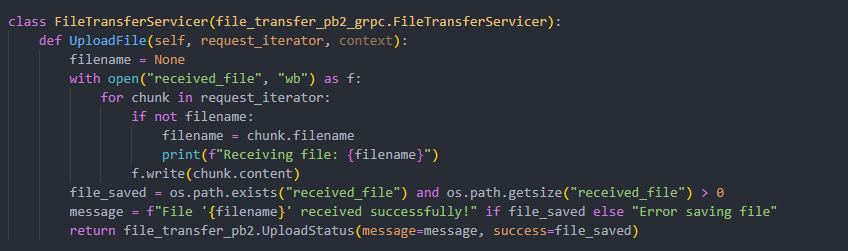 class FileTransferServicer(file_transfer_pb2_grpc.FileTransferServicer):
    def UploadFile(self, request_iterator, context):
        filename = None
        with open("received_file", "wb") as f:
            for chunk in request_iterator:
                if not filename:
                    filename = chunk.filename
                    print(f"Receiving file: {filename}")
                f.write(chunk.content)
        file_saved = os.path.exists("received_file") and os.path.getsize("received_file") > 0
        message = f"File '{filename}' received successfully!" if file_saved else "Error saving file"
        return file_transfer_pb2.UploadStatus(message=message, success=file_saved)